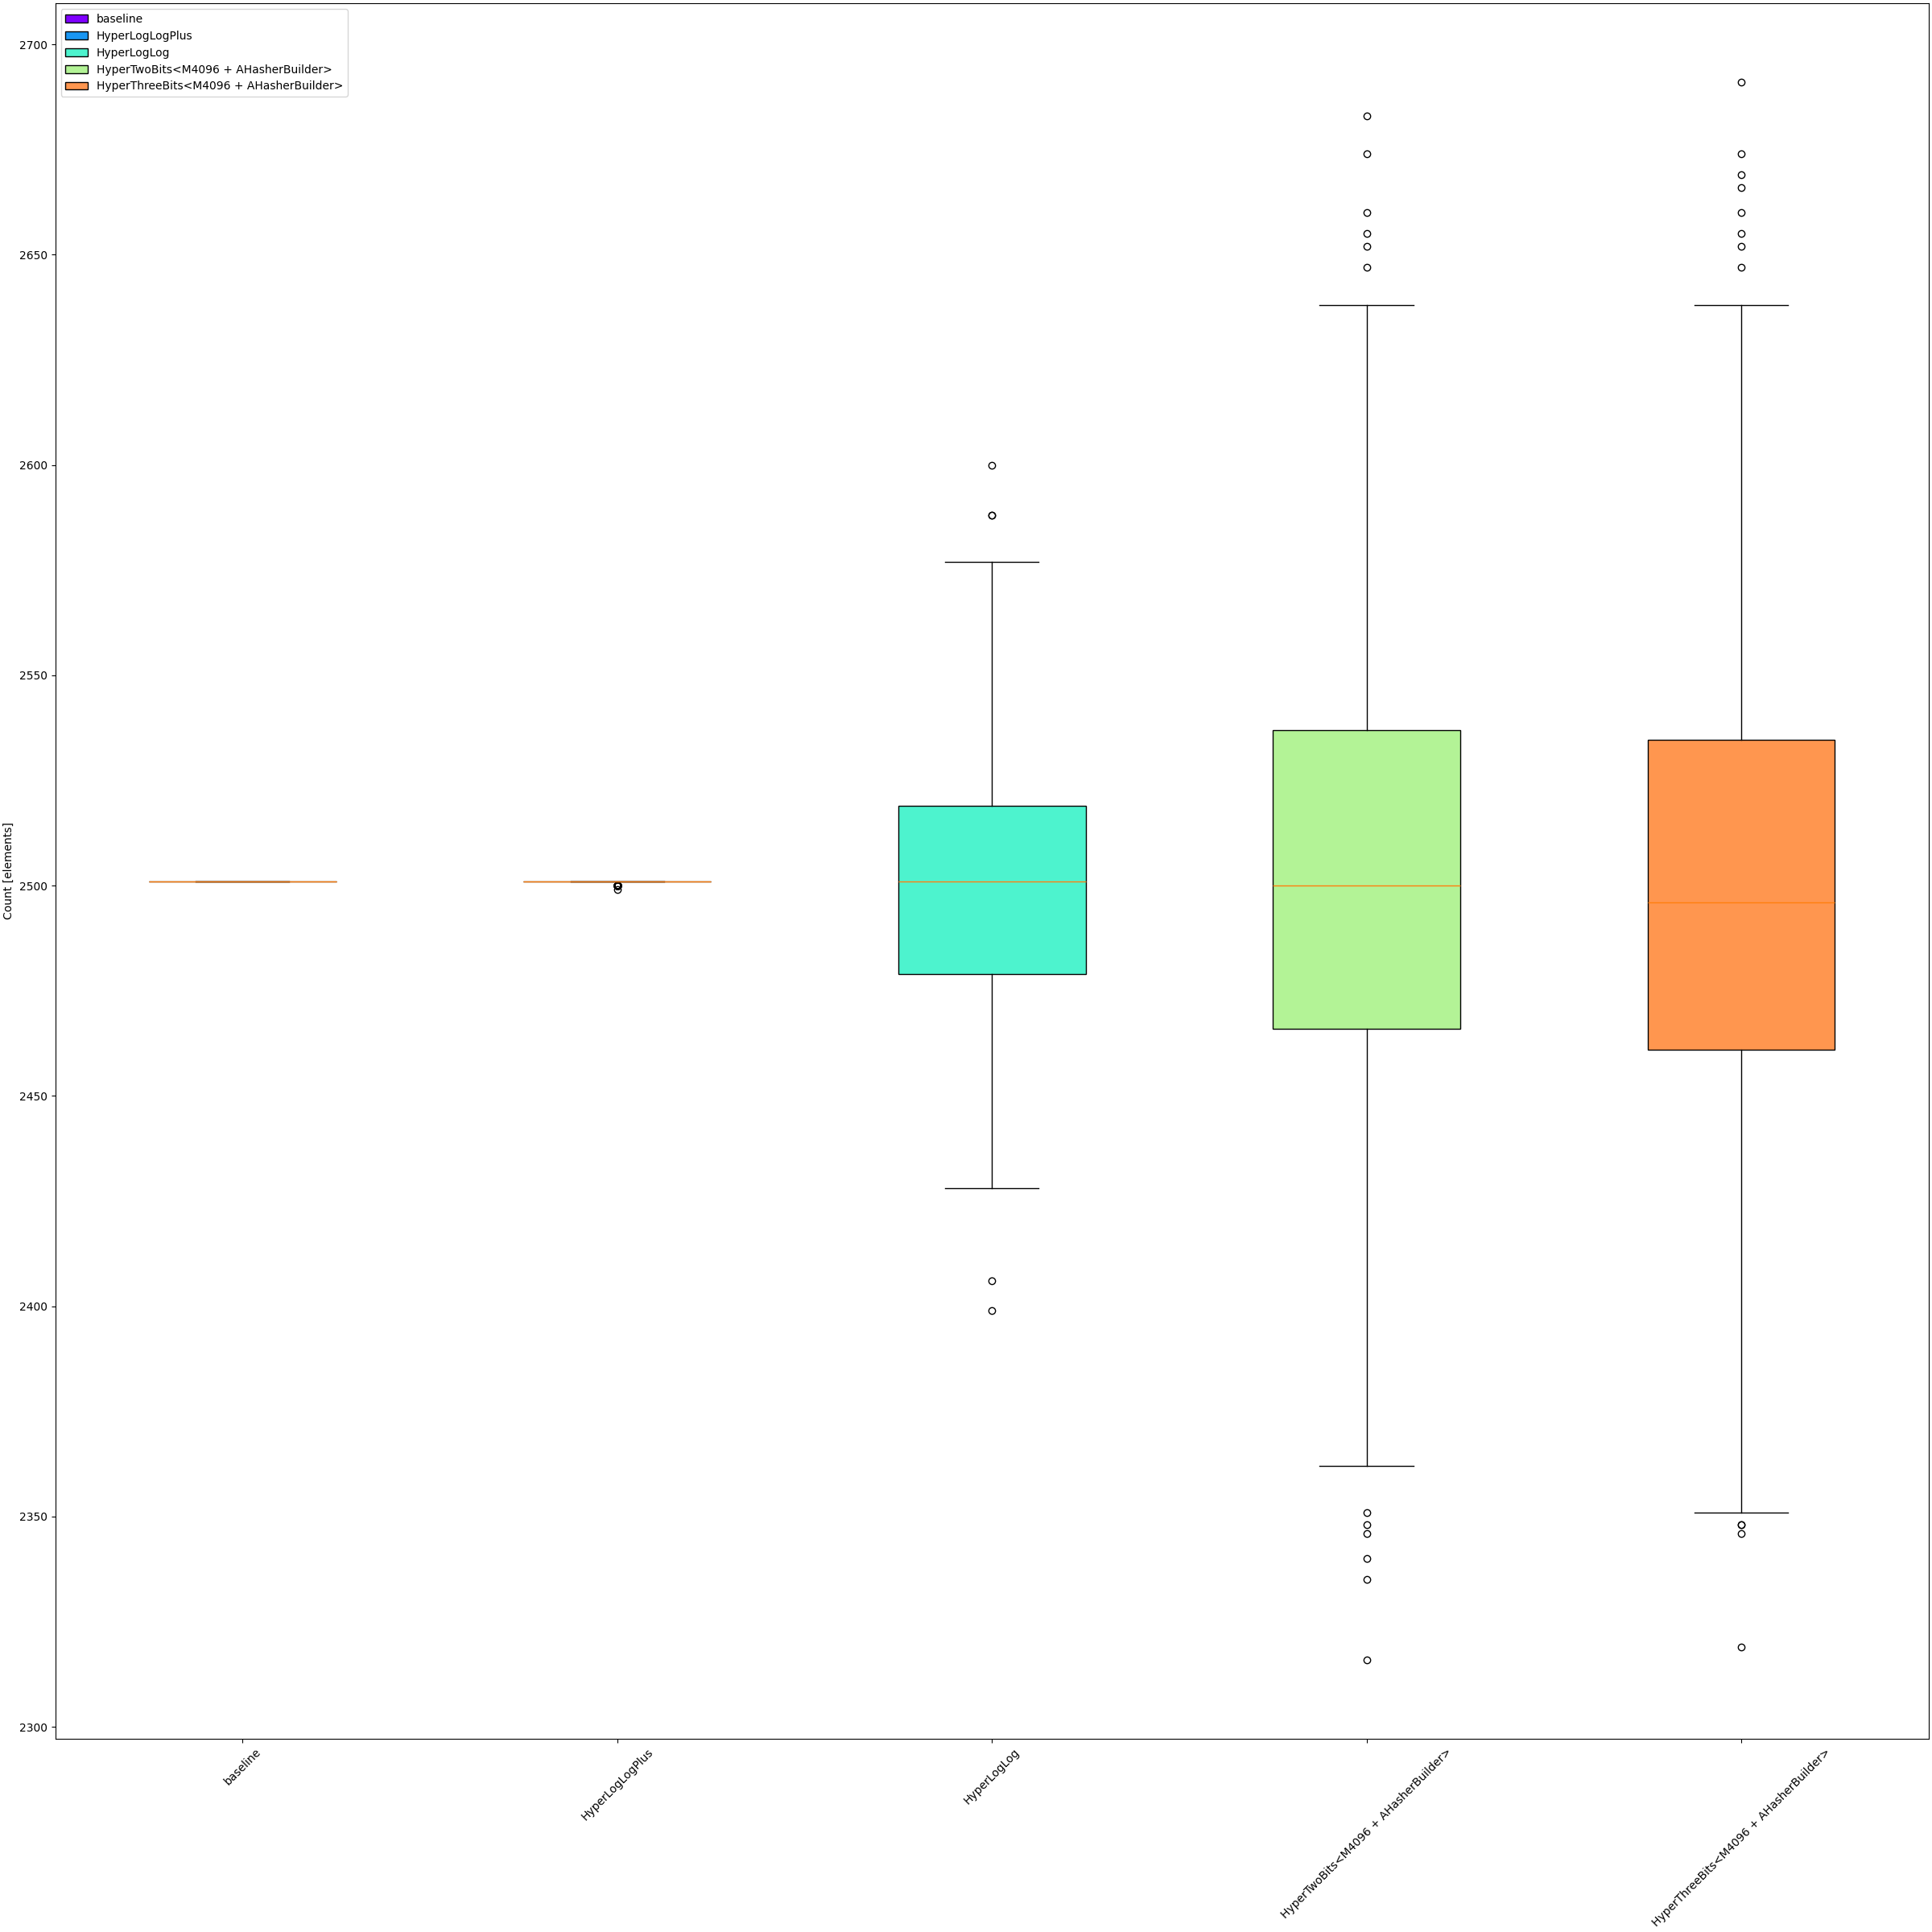 baseline
HyperLogLogPlus
HyperLogLog
HyperTwoBits<M4096 + AHasherBuilder>
HyperThreeBits<M4096 + AHasherBuilder>
2700
2650
2600
2550
2500
2450
2400
2350
2300
Count [elements]
baseline
HyperLogLogPlus
HyperLogLog
HyperTwoBits<M4096 + AHasherBuilder>
HyperThreeBits<M4096 + AHasherBuilder>